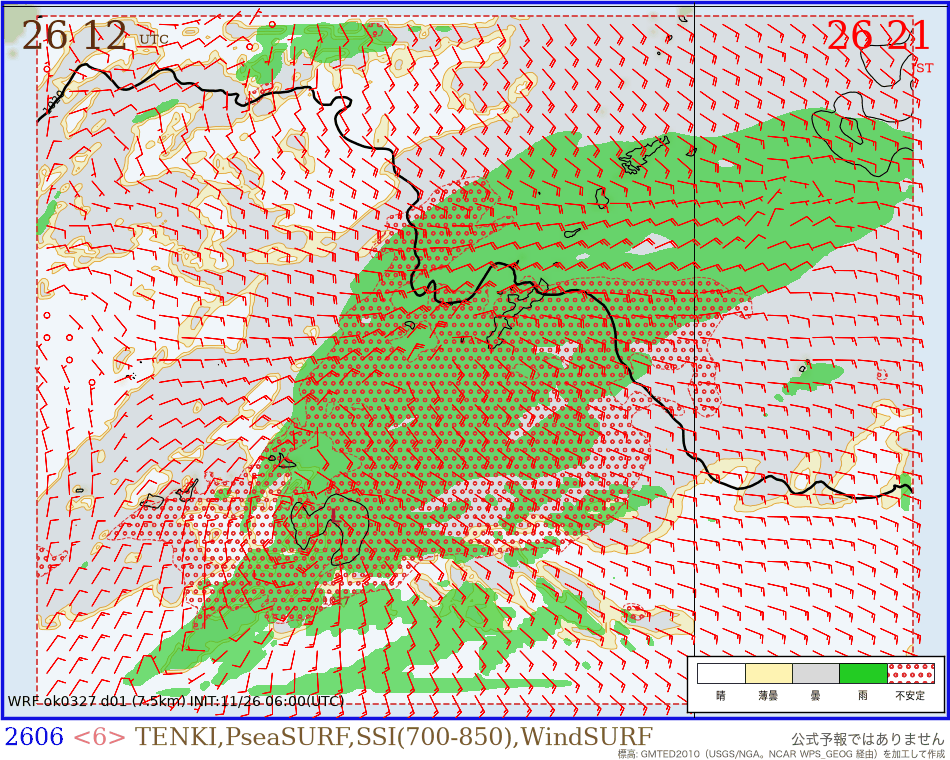 26 12 UTC
26 21
ST
1020
WRF ok0327 d01 (7.5km) INIT:11/26 06:00(UTC)
晴 薄曇 曇 雨 不安定
2606 <6> TENKI,PseaSURF,SSI(700-850),WindSURF
公式予報ではありません
標高: GMTED2010（USGS/NGA。NCAR WPS_GEOG 経由）を加工して作成